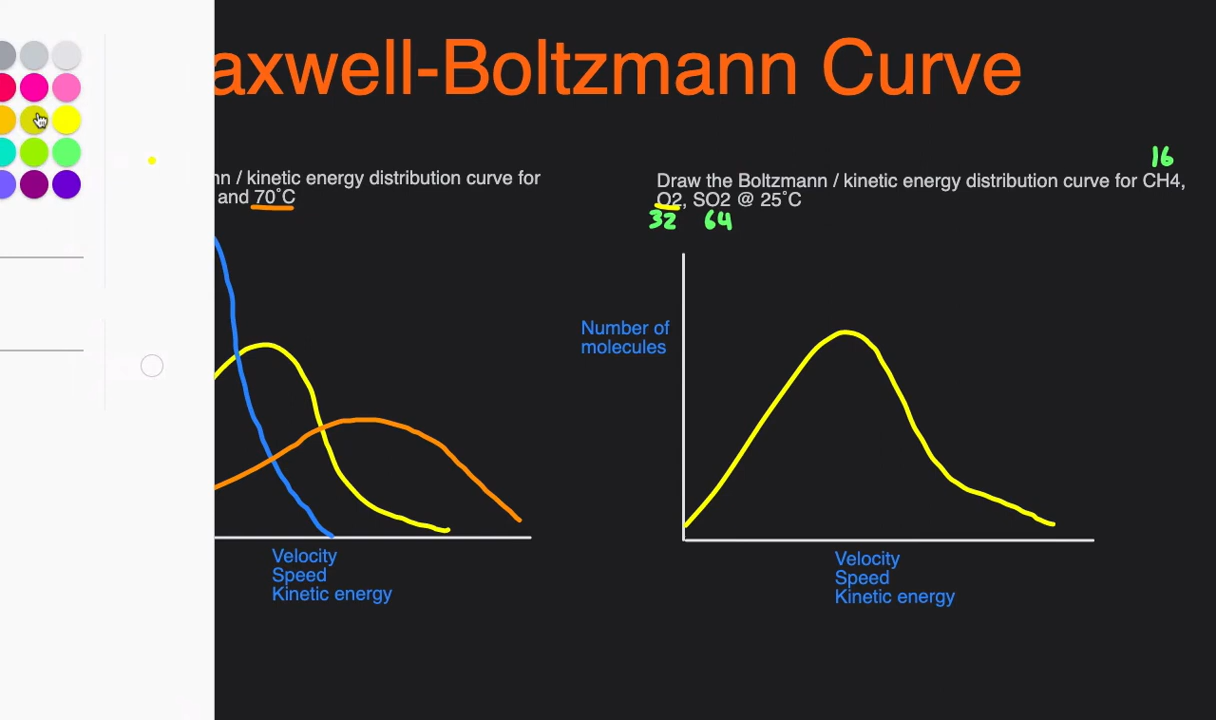 axwell-Boltzmann Curve
nn / kinetic energy distribution curve for
and 70˚C
Velocity
Speed
Kinetic energy
16
Draw the Boltzmann / kinetic energy distribution curve for CH4,
O2, SO2 @ 25˚C
32 64
Number of
molecules
Velocity
Speed
Kinetic energy